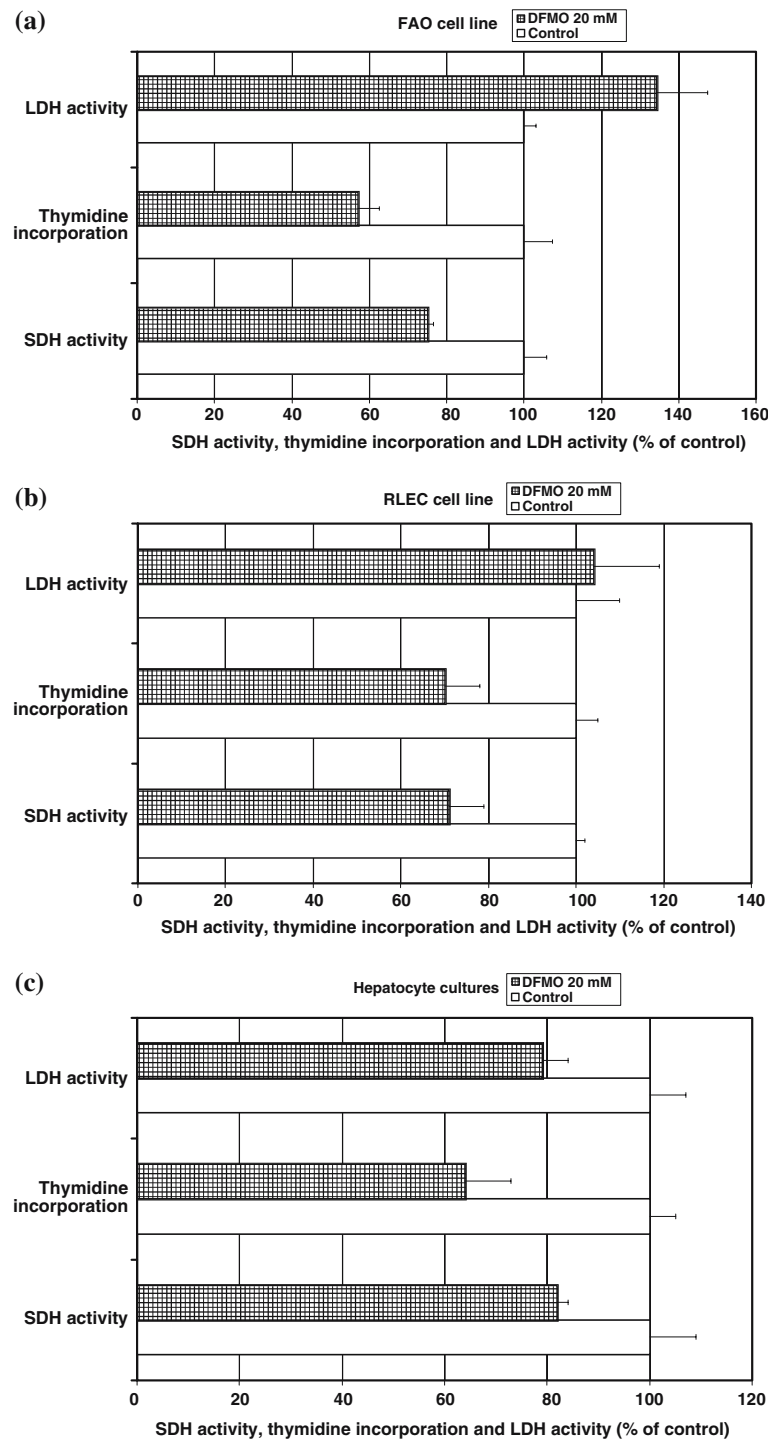 (a)
FAO cell line
DFMO 20 mM
Control
LDH activity
Thymidine
incorporation
SDH activity
0 20 40 60 80 100 120 140 160
SDH activity, thymidine incorporation and LDH activity (% of control)
(b)
RLEC cell line
DFMO 20 mM
Control
LDH activity
Thymidine
incorporation
SDH activity
0 20 40 60 80 100 120 140
SDH activity, thymidine incorporation and LDH activity (% of control)
(c)
Hepatocyte cultures
DFMO 20 mM
Control
LDH activity
Thymidine
incorporation
SDH activity
0 20 40 60 80 100 120
SDH activity, thymidine incorporation and LDH activity (% of control)